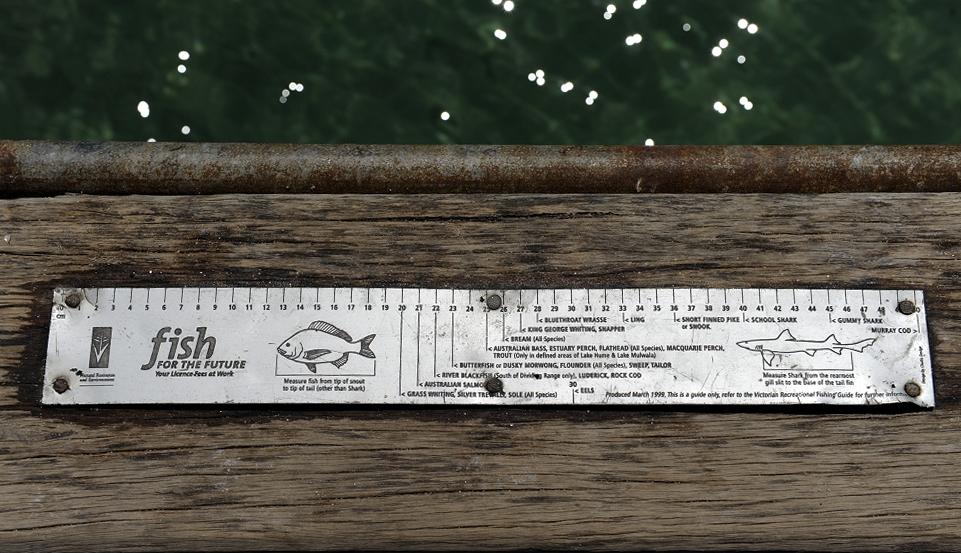 0 1 2 3 4 5 6 7 8 9 10 11 12 13 14 15 16 17 18 19 20 21 22 23 24 25 26 27 28 29 30 31 32 33 34 35 36 37 38 39 40 41 42 43 44 45 46 47 48 50
cm
fish
FOR THE FUTURE
Your Licence Fees at Work
Natural Resources
and Environment
Measure fish from tip of snout
to tip of tail (other than Shark)
< BLUETHROAT WRASSE
< LING
< SNORT FINNED PIKE
or SNOOK
< SCHOOL SHARK
< GUMMY SHARK
MURRAY COD >
< KING GEORGE WHITING, SNAPPER
< BREAM (All Species)
< AUSTRALIAN BASS, ESTUARY PERCH, FLATHEAD (All Species), MACQUARIE PERCH,
TROUT (Only in defined areas of Lake Hume & Lake Mulwala)
< BUTTERFISH or DUSKY MORWONG, FLOUNDER (All Species), SWEEP, TAILOR
< RIVER BLACKFISH (South of Dividing Range only), LUDERICK, ROCK COD
< AUSTRALIAN SALMON
< GRASS WHITING, SILVER TREVALLY, SOLE (All Species)
30
< EELS
Measure Shark from the rearmost
gill slit to the base of the tail fin
Produced March 1999. This is a guide only, refer to the Victorian Recreational Fishing Guide for further